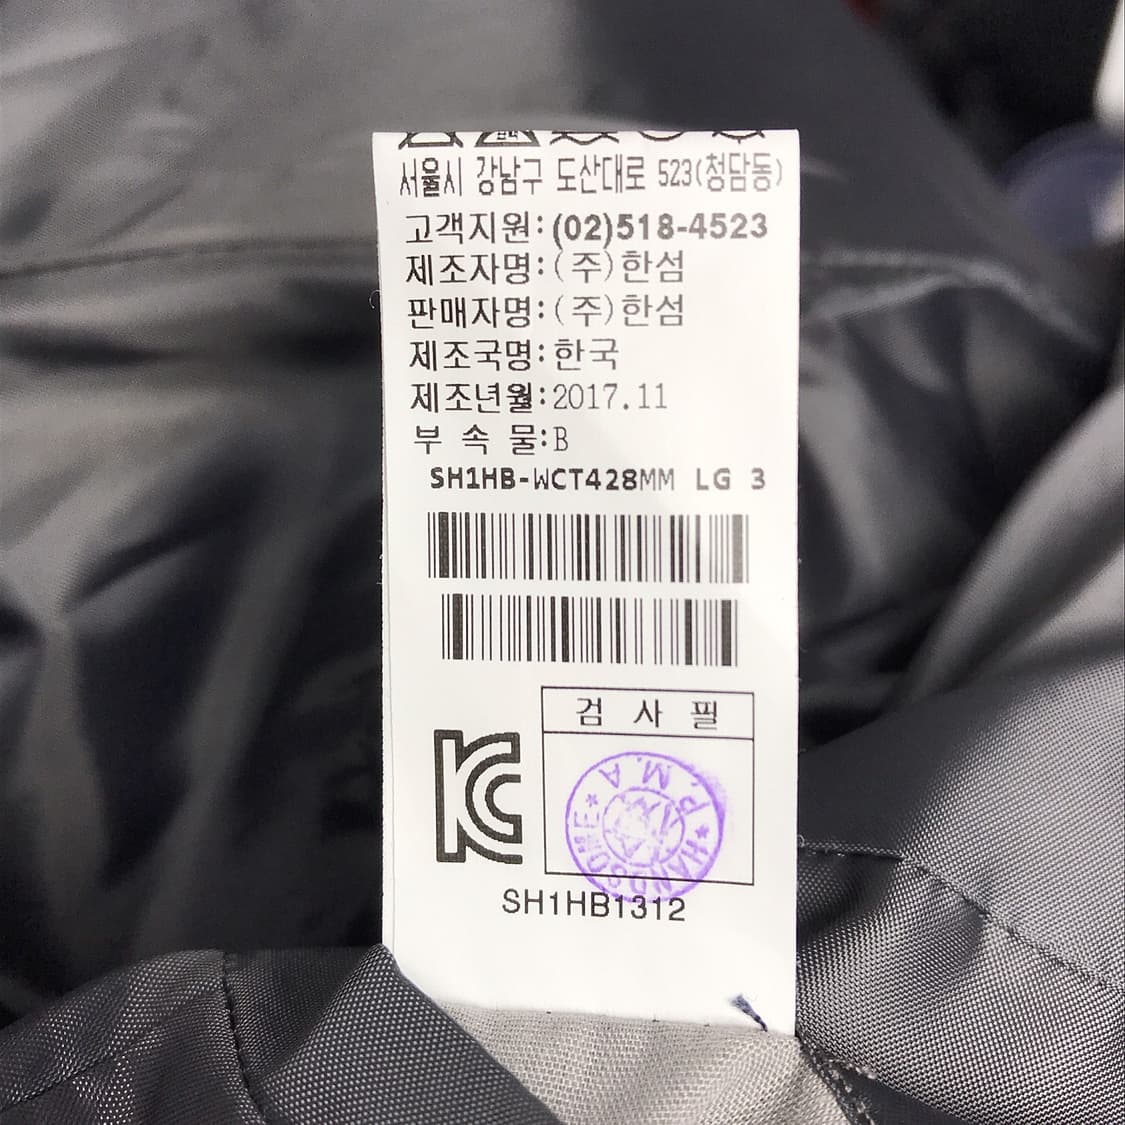 서울시 강남구 도산대로 523(청담동)
고객지원:(02)518-4523
제조자명:(주)한섬
판매자명:(주)한섬
제조국명:한국
제조년월:2017.11
부 속 물:B
SH1HB-WCT428MM LG 3
검 사 필
KC
HANDSOME
P.M.A
SH1HB1312